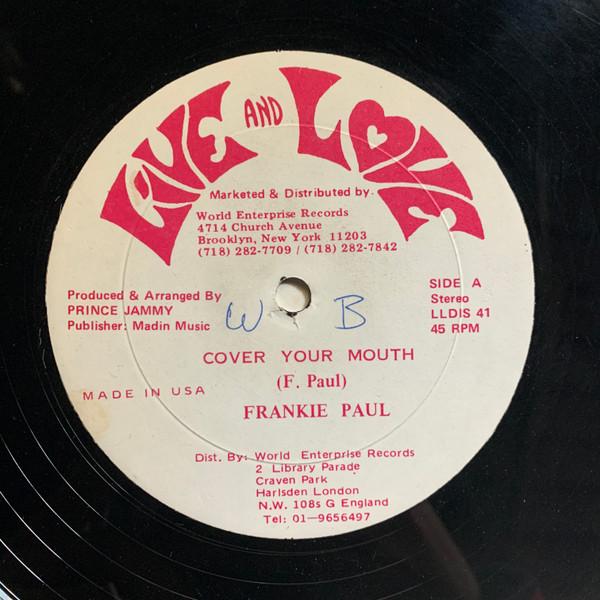 LIVE AND LOVE
Marketed & Distributed by.
World Enterprise Records
4714 Church Avenue
Brooklyn, New York 11203
(718) 282-7709 / (718) 282-7842
Produced & Arranged By
PRINCE JAMMY
Publisher: Madin Music
SIDE A
Stereo
LLDIS 41
45 RPM
W B
COVER YOUR MOUTH
(F. Paul)
FRANKIE PAUL
MADE IN USA
Dist. By: World Enterprise Records
2 Library Parade
Craven Park
Harlsden London
N.W. 108s G England
Tel: 01-9656497